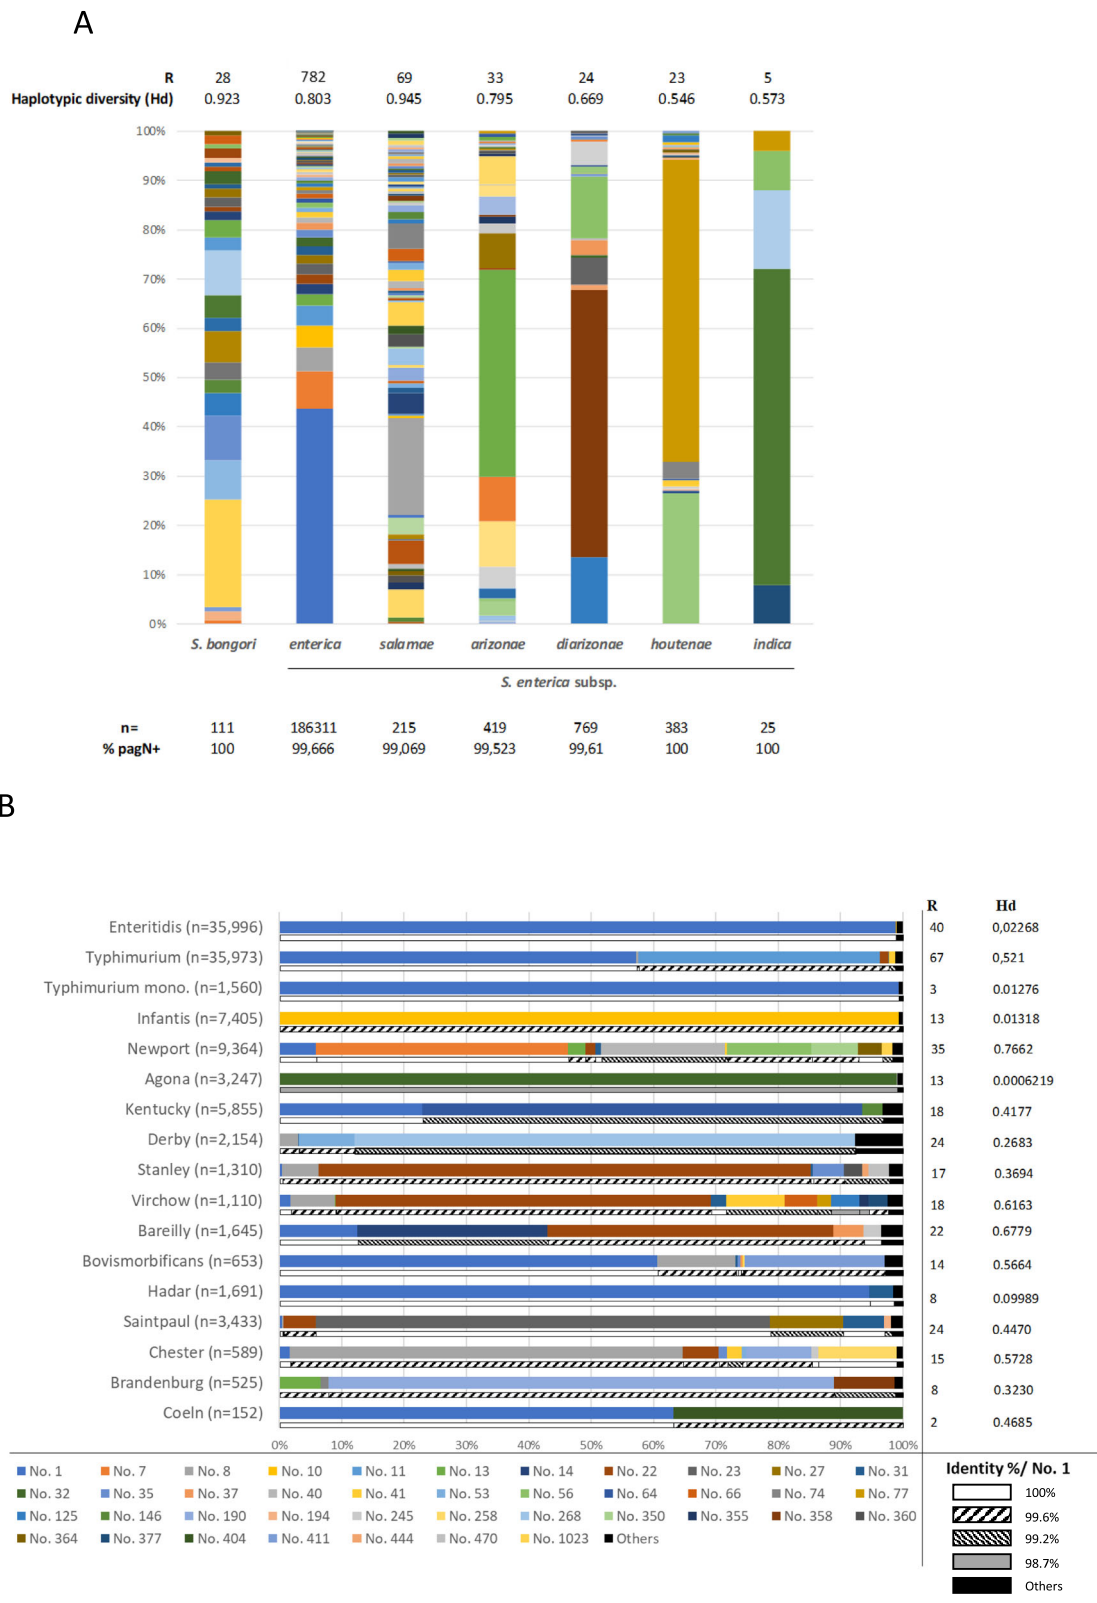 A
R 28 782 69 33 24 23 5
Haplotypic diversity (Hd) 0.923 0.803 0.945 0.795 0.669 0.546 0.573
100%
90%
80%
70%
60%
50%
40%
30%
20%
10%
0%
S. bongori enterica salamae arizonae diarizonae houtenae indica
S. enterica subsp.
n= 111 186311 215 419 769 383 25
% pagN+ 100 99,666 99,069 99,523 99,61 100 100
B
R Hd
Enteritidis (n=35,996) 40 0,02268
Typhimurium (n=35,973) 67 0,521
Typhimurium mono. (n=1,560) 3 0.01276
Infantis (n=7,405) 13 0.01318
Newport (n=9,364) 35 0.7662
Agona (n=3,247) 13 0.0006219
Kentucky (n=5,855) 18 0.4177
Derby (n=2,154) 24 0.2683
Stanley (n=1,310) 17 0.3694
Virchow (n=1,110) 18 0.6163
Bareilly (n=1,645) 22 0.6779
Bovismorbificans (n=653) 14 0.5664
Hadar (n=1,691) 8 0.09989
Saintpaul (n=3,433) 24 0.4470
Chester (n=589) 15 0.5728
Brandenburg (n=525) 8 0.3230
Coeln (n=152) 2 0.4685
0% 10% 20% 30% 40% 50% 60% 70% 80% 90% 100%
No. 1 No. 7 No. 8 No. 10 No. 11 No. 13 No. 14 No. 22 No. 23 No. 27 No. 31
No. 32 No. 35 No. 37 No. 40 No. 41 No. 53 No. 56 No. 64 No. 66 No. 74 No. 77
No. 125 No. 146 No. 190 No. 194 No. 245 No. 258 No. 268 No. 350 No. 355 No. 358 No. 360
No. 364 No. 377 No. 404 No. 411 No. 444 No. 470 No. 1023 Others
Identity %/ No. 1
100%
99.6%
99.2%
98.7%
Others